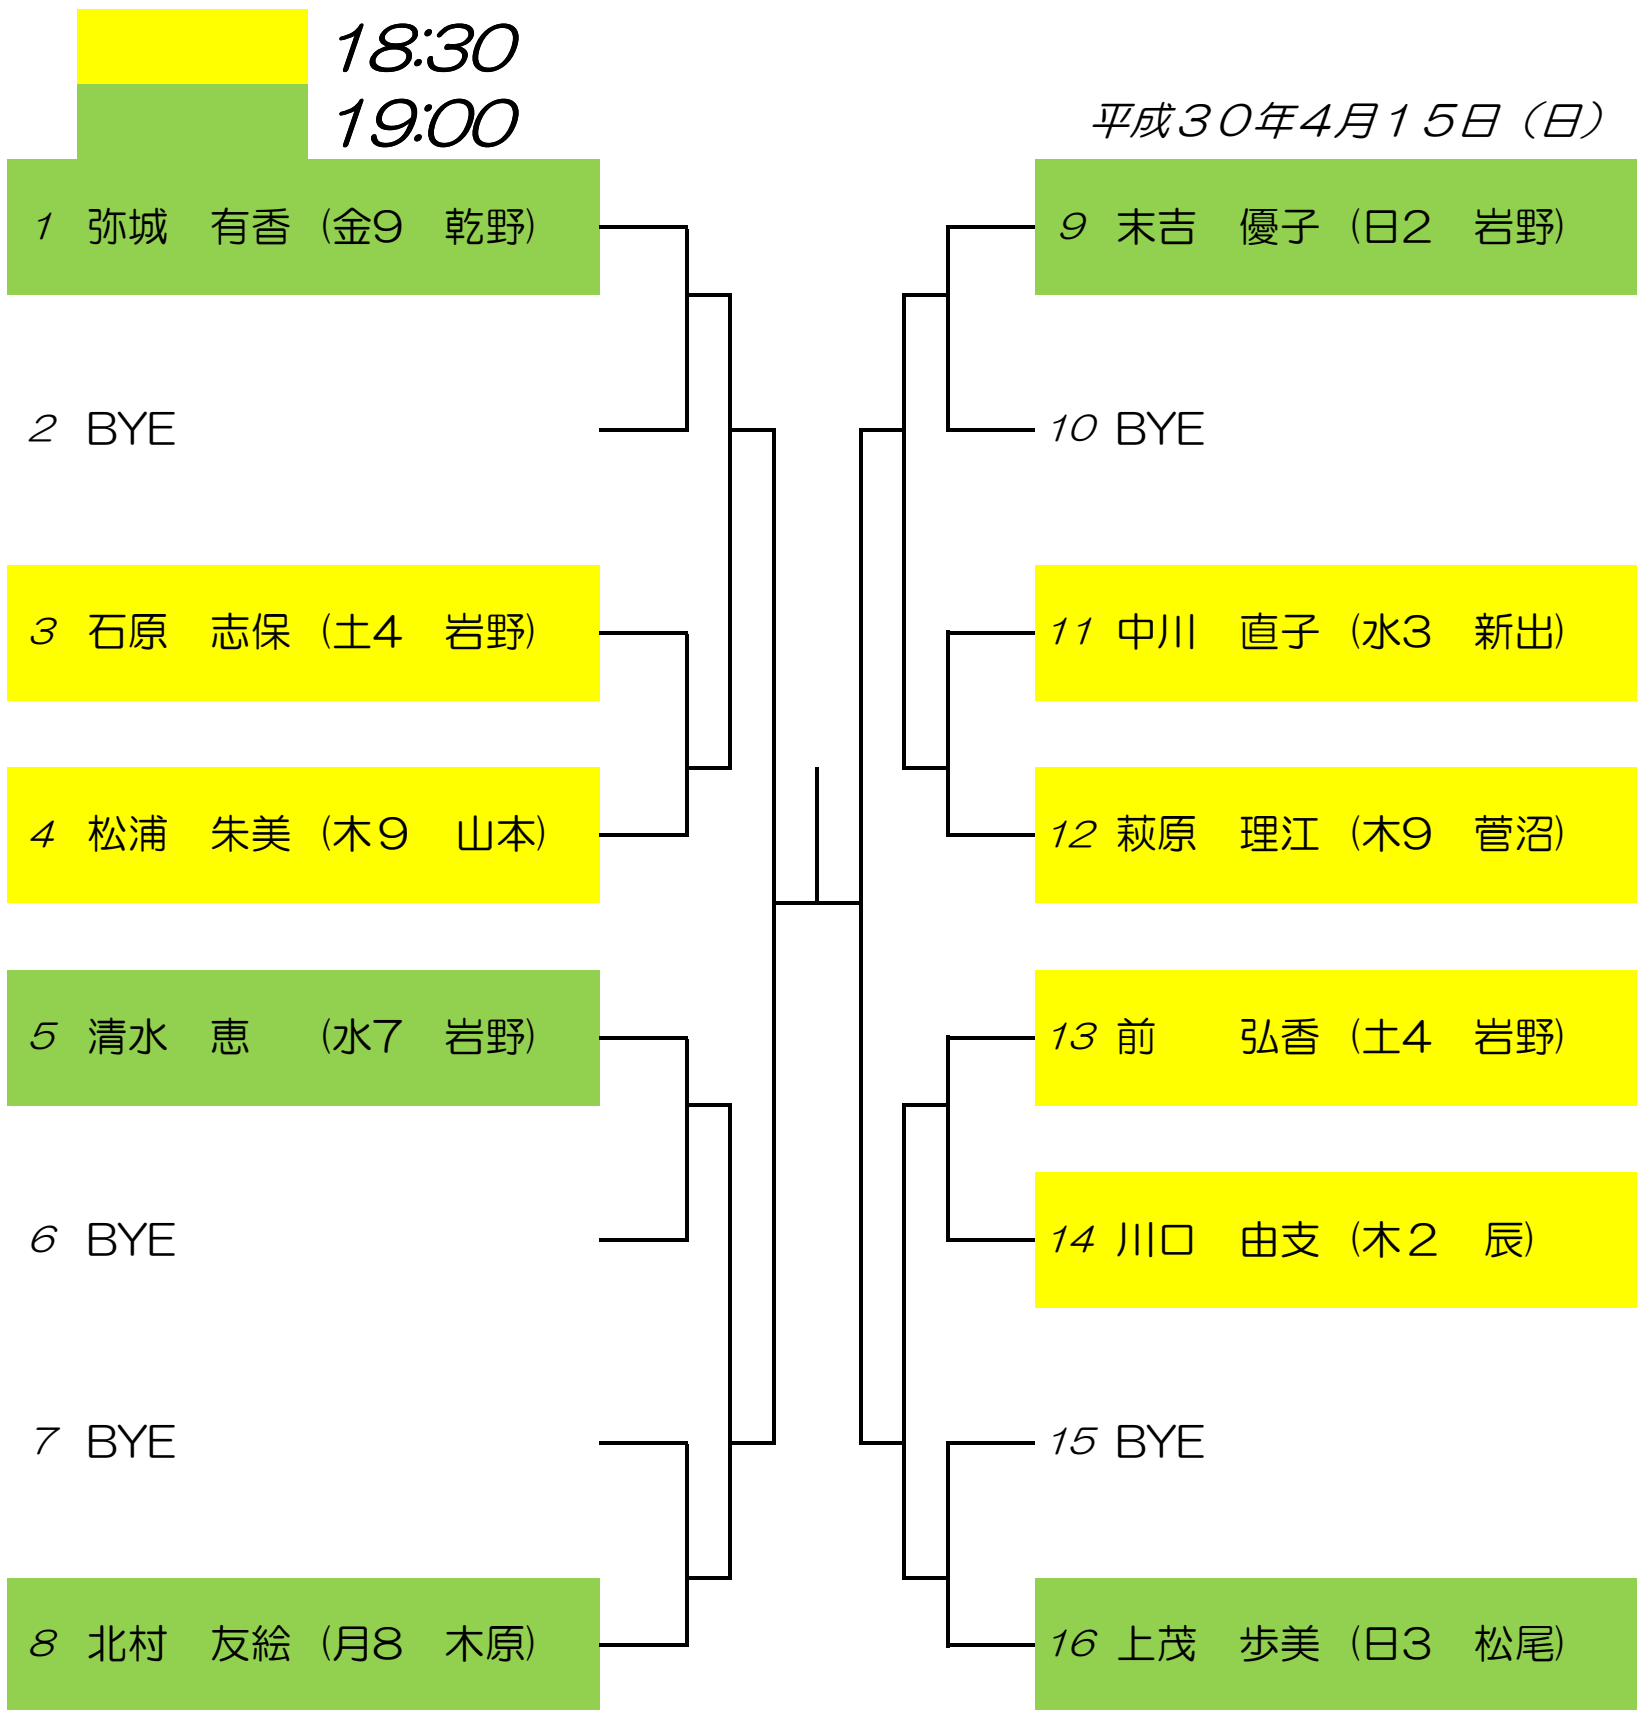 18:30
19:00
平成３０年４月１５日（日）
1 弥城　有香（金9　乾野）
2 BYE
3 石原　志保（土4　岩野）
4 松浦　朱美（木９　山本）
5 清水　恵　（水7　岩野）
6 BYE
7 BYE
8 北村　友絵（月8　木原）
9 末吉　優子（日2　岩野）
10 BYE
11 中川　直子（水3　新出）
12 萩原　理江（木9　菅沼）
13 前　　弘香（土4　岩野）
14 川口　由支（木２　辰）
15 BYE
16 上茂　歩美（日3　松尾）